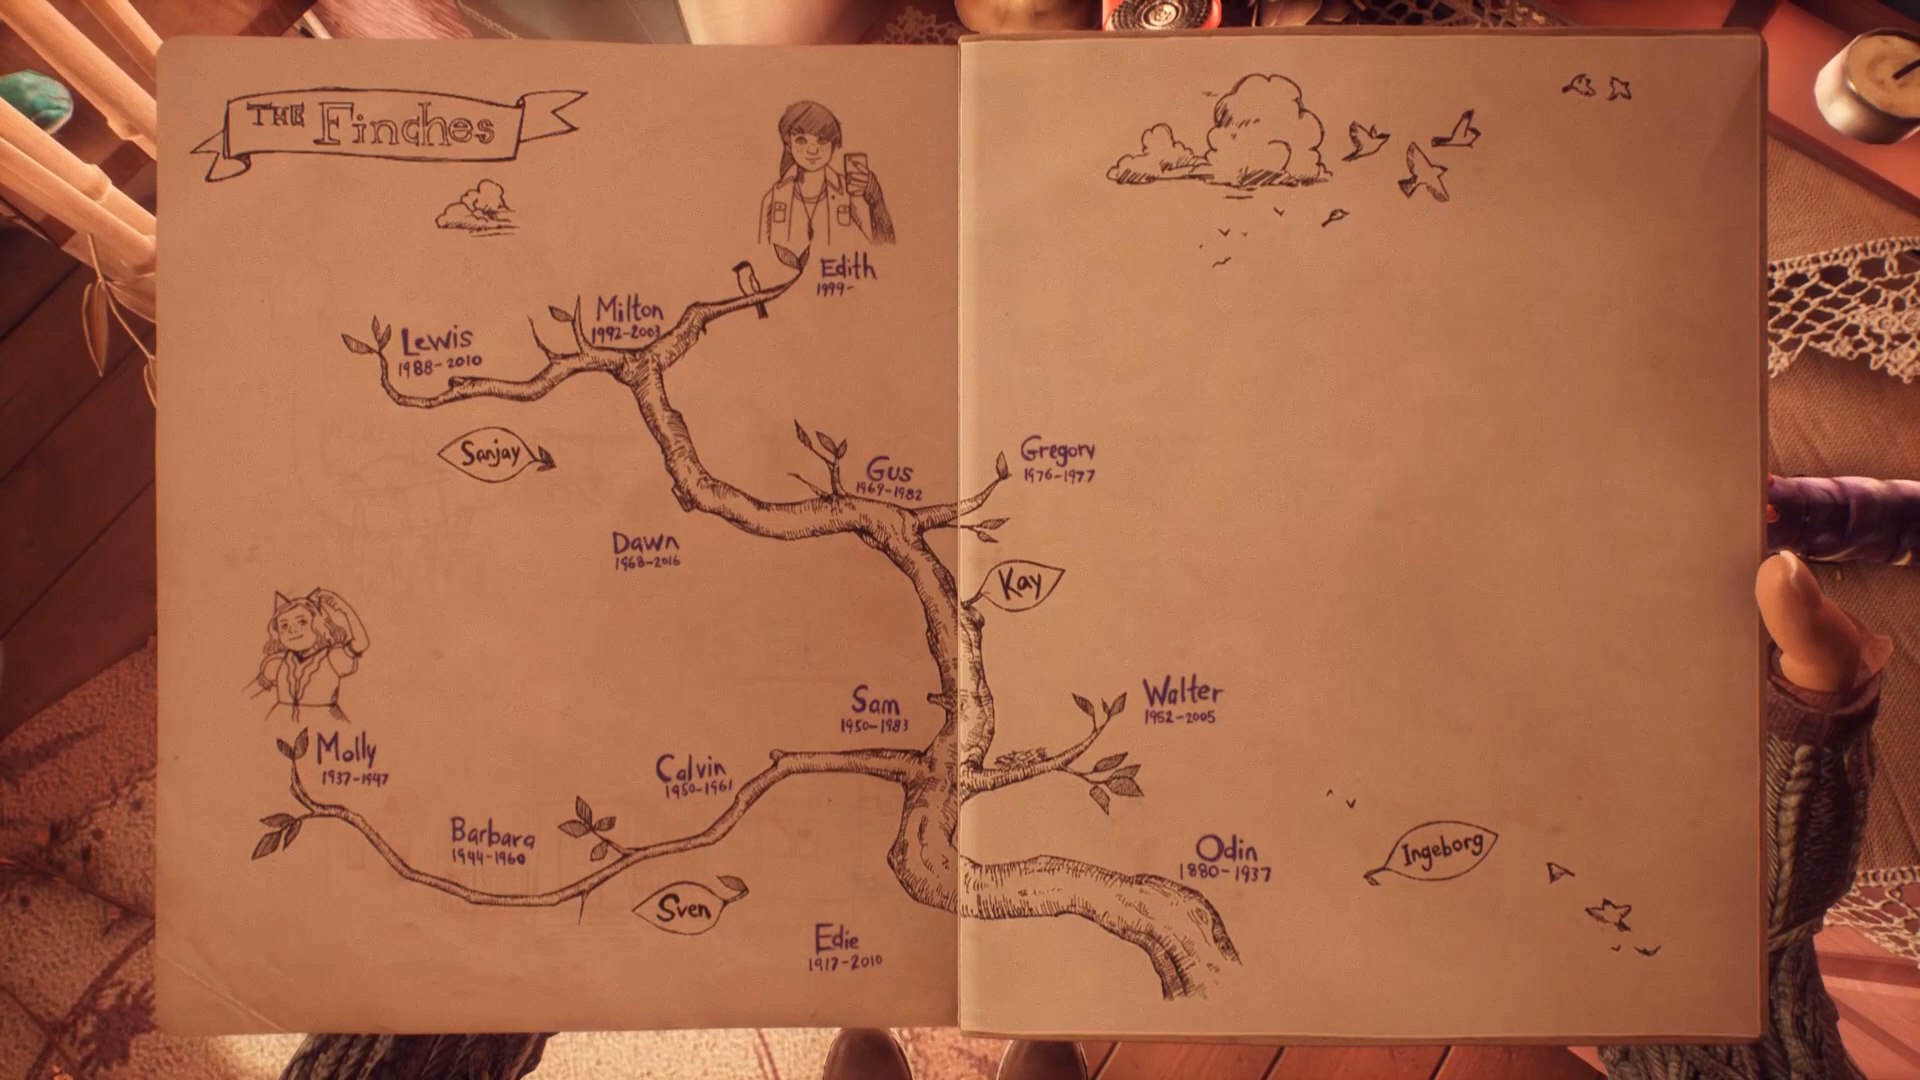 THE Finches
Edith
1999-
Milton
1992-2003
Lewis
1988-2010
Sanjay
Gregory
1976-1977
Gus
1969-1982
Dawn
1968-2016
Kay
Walter
1952-2005
Sam
1950-1983
Molly
1937-1947
Calvin
1950-1961
Barbara
1944-1960
Sven
Odin
1880-1937
Ingeborg
Edie
1917-2010